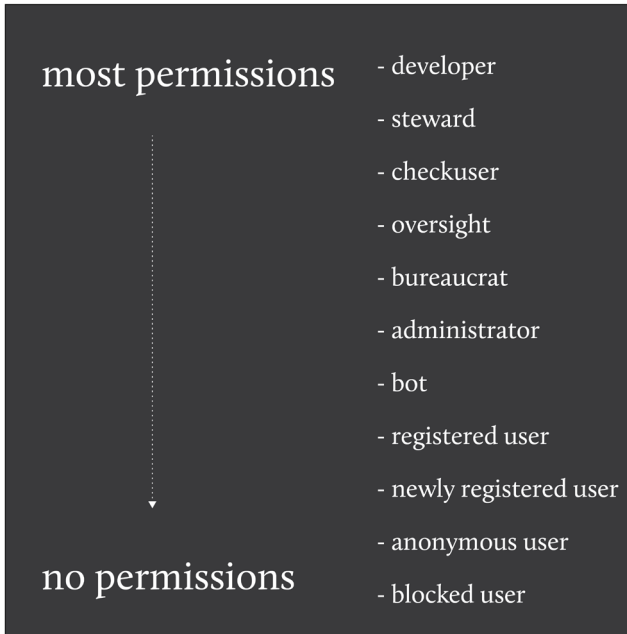 most permissions
- developer
- steward
- checkuser
- oversight
- bureaucrat
- administrator
- bot
- registered user
- newly registered user
- anonymous user
no permissions
- blocked user